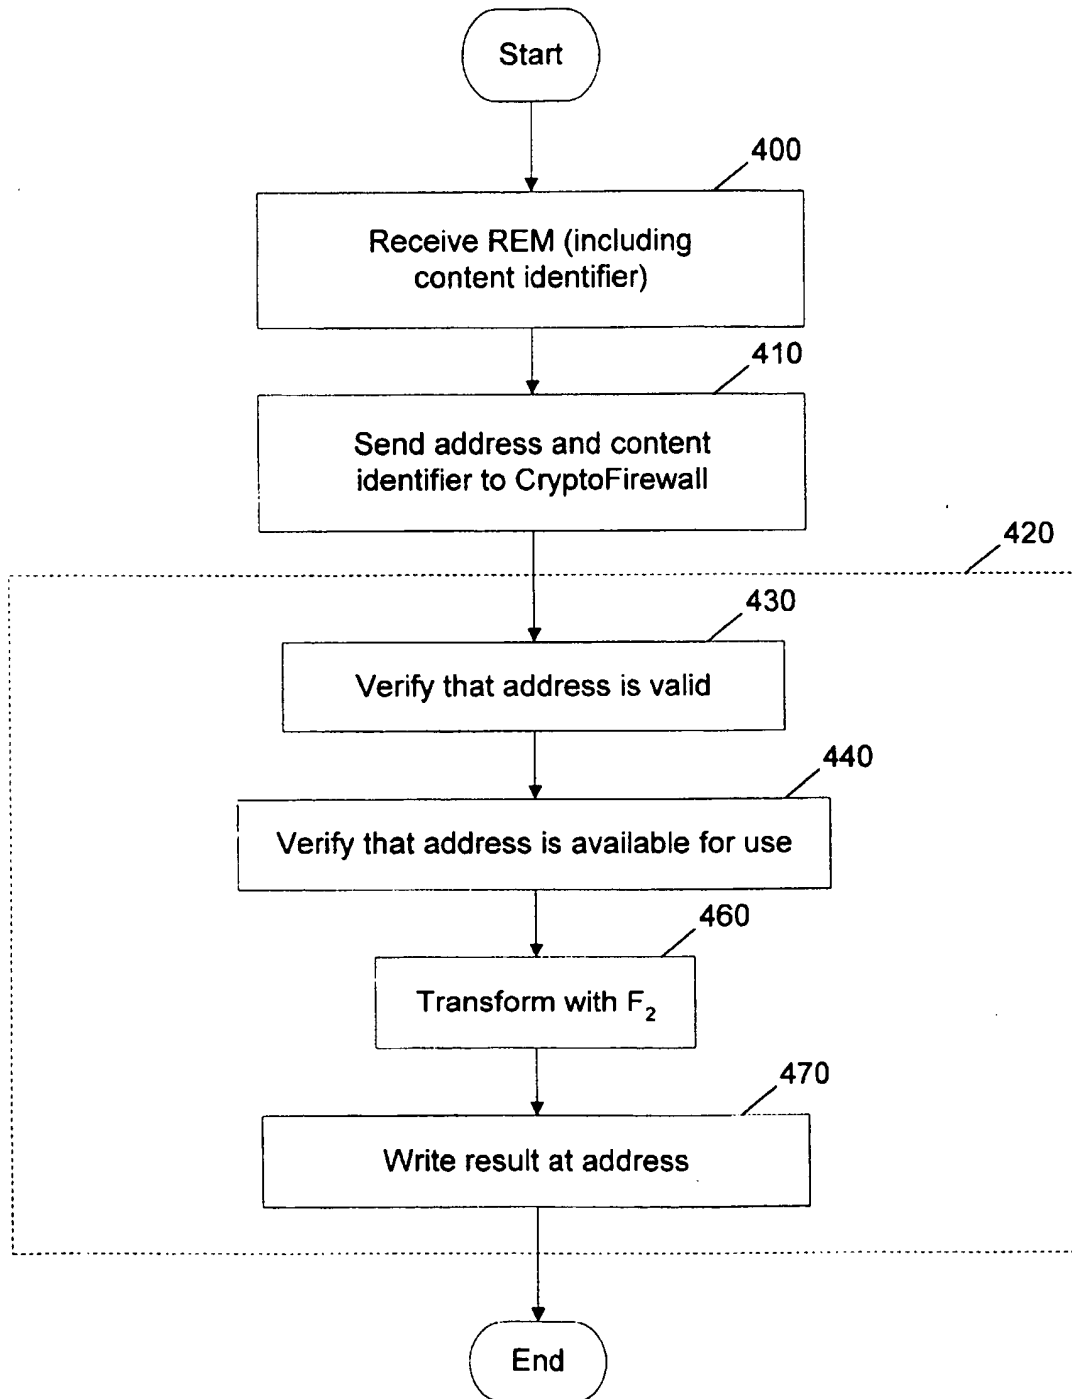 Start
400
Receive REM (including
content identifier)
410
Send address and content
identifier to CryptoFirewall
420
430
Verify that address is valid
440
Verify that address is available for use
460
Transform with F₂
470
Write result at address
End